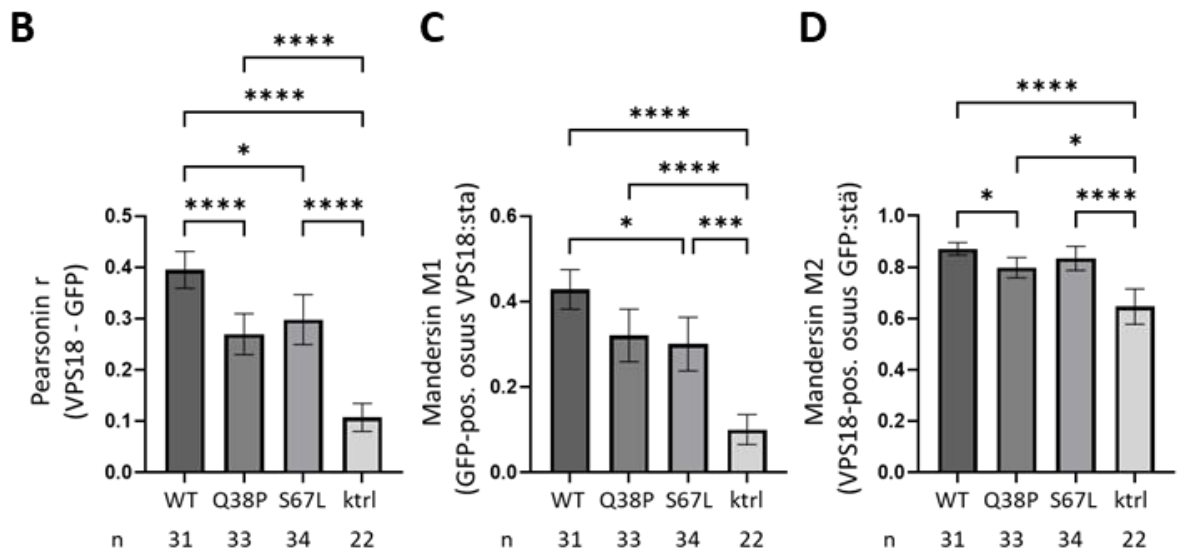 B
****
****
*
****
****
Pearsonin r
(VPS18 - GFP)
0.5
0.4
0.3
0.2
0.1
0.0
WT Q38P S67L ktrl
n 31 33 34 22
C
****
****
*
***
Mandersin M1
(GFP-pos. osuus VPS18:sta)
0.6
0.4
0.2
0.0
WT Q38P S67L ktrl
n 31 33 34 22
D
****
*
*
****
Mandersin M2
(VPS18-pos. osuus GFP:stä)
1.0
0.8
0.6
0.4
0.2
0.0
WT Q38P S67L ktrl
n 31 33 34 22